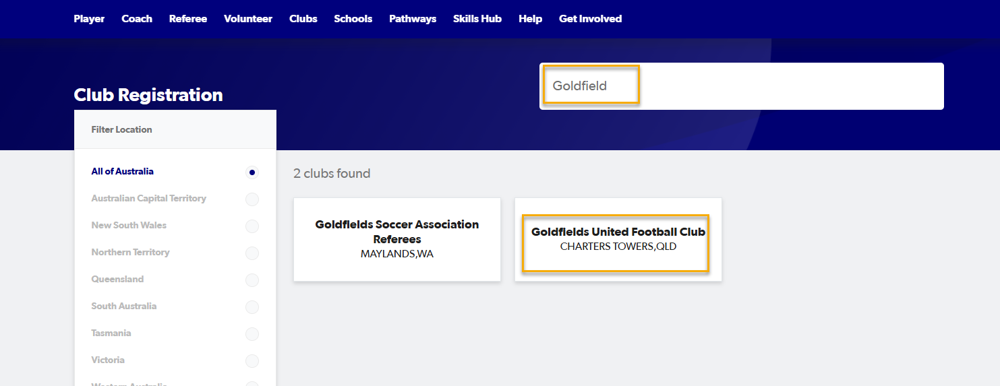 Player Coach Referee Volunteer Clubs Schools Pathways Skills Hub Help Get Involved
Club Registration
Goldfield
Filter Location
All of Australia
Australian Capital Territory
New South Wales
Northern Territory
Queensland
South Australia
Tasmania
Victoria
Western Australia
2 clubs found
Goldfields Soccer Association
Referees
MAYLANDS,WA
Goldfields United Football Club
CHARTERS TOWERS,QLD